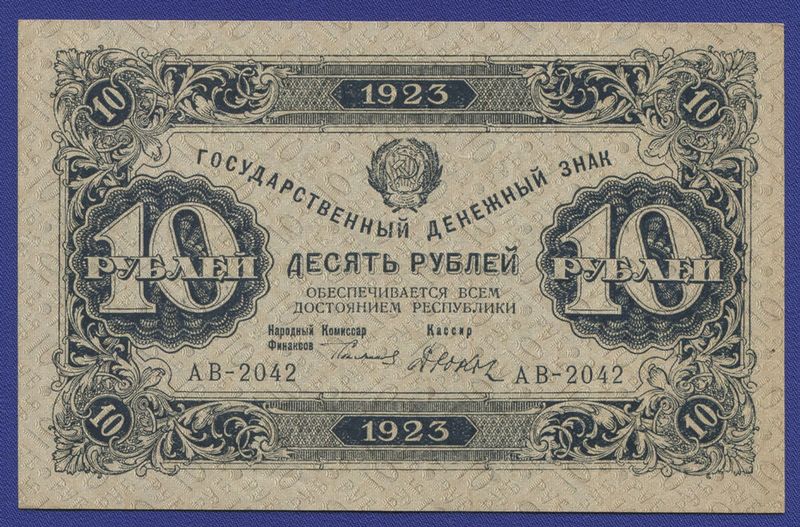 1923
10 10
ГОСУДАРСТВЕННЫЙ ДЕНЕЖНЫЙ ЗНАК
10 РУБЛЕЙ
10 РУБЛЕЙ
ДЕСЯТЬ РУБЛЕЙ
ОБЕСПЕЧИВАЕТСЯ ВСЕМ
ДОСТОЯНИЕМ РЕСПУБЛИКИ
Народный Комиссар Кассир
Финансов
АВ-2042 АВ-2042
10 10
1923